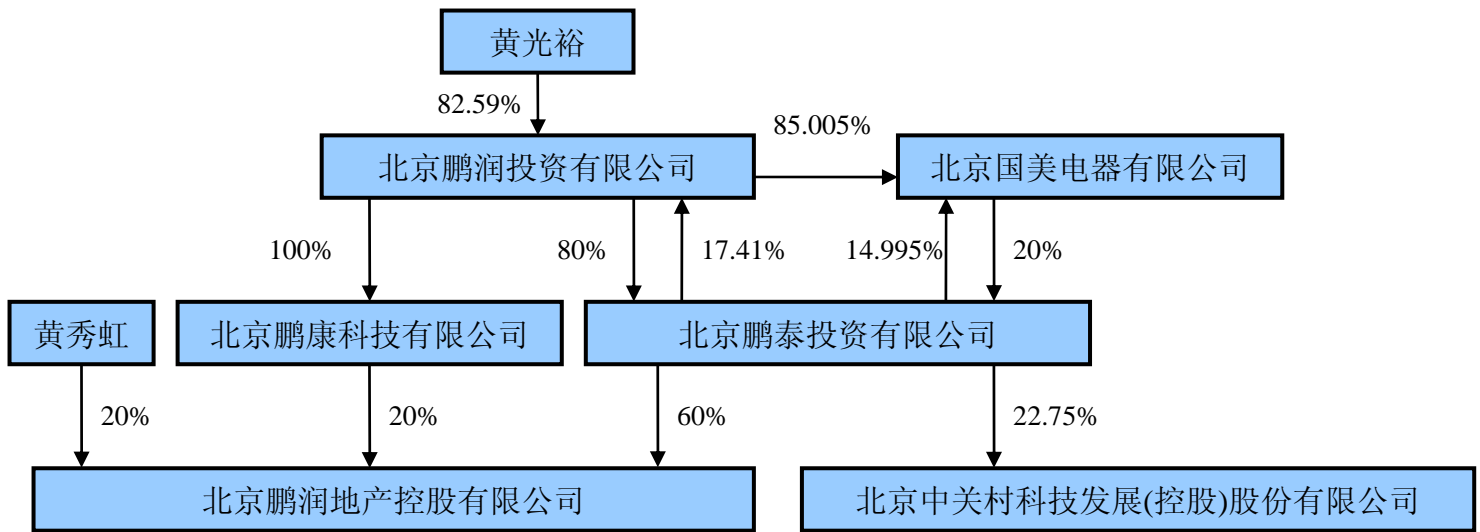 黄光裕
82.59%
85.005%
北京鹏润投资有限公司
北京国美电器有限公司
100%
80%
17.41%
14.995%
20%
黄秀虹
北京鹏康科技有限公司
北京鹏泰投资有限公司
20%
20%
60%
22.75%
北京鹏润地产控股有限公司
北京中关村科技发展(控股)股份有限公司